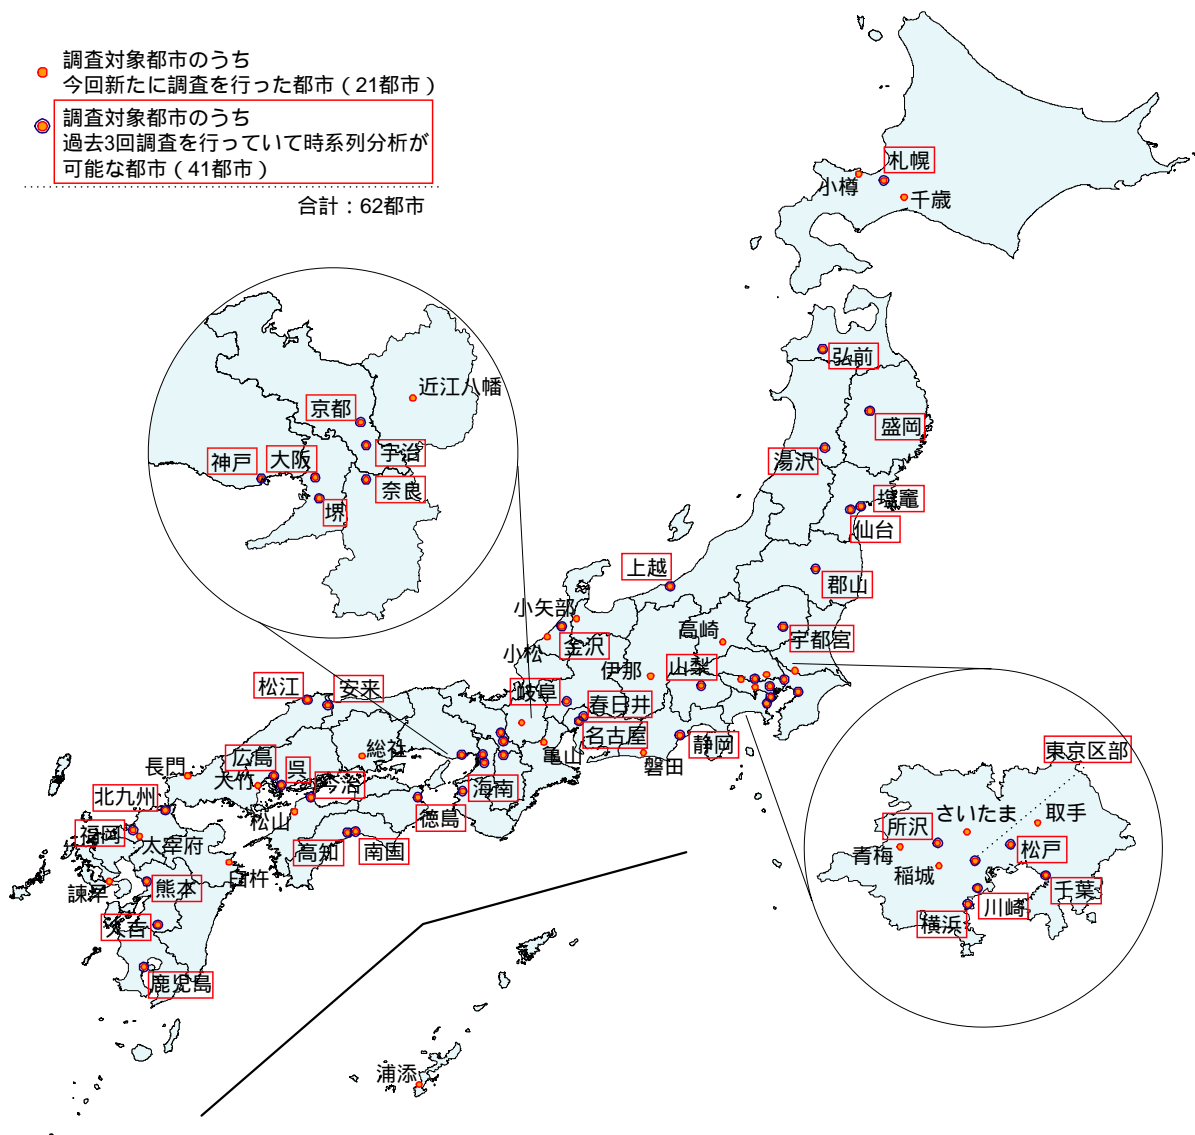 調査対象都市のうち
今回新たに調査を行った都市（21都市）
調査対象都市のうち
過去3回調査を行っていて時系列分析が
可能な都市（41都市）
合計：62都市
札幌
小樽
千歳
弘前
盛岡
湯沢
塩竈
仙台
郡山
上越
宇都宮
小矢部
金沢
小松
高崎
伊那
山梨
岐阜
春日井
名古屋
静岡
亀山
磐田
近江八幡
京都
宇治
神戸
大阪
奈良
堺
松江
安来
総社
広島
呉
大竹
今治
長門
北九州
松山
徳島
海南
福岡
太宰府
高知
南国
臼杵
諫早
熊本
人吉
鹿児島
浦添
東京区部
さいたま
取手
所沢
青梅
稲城
松戸
千葉
川崎
横浜